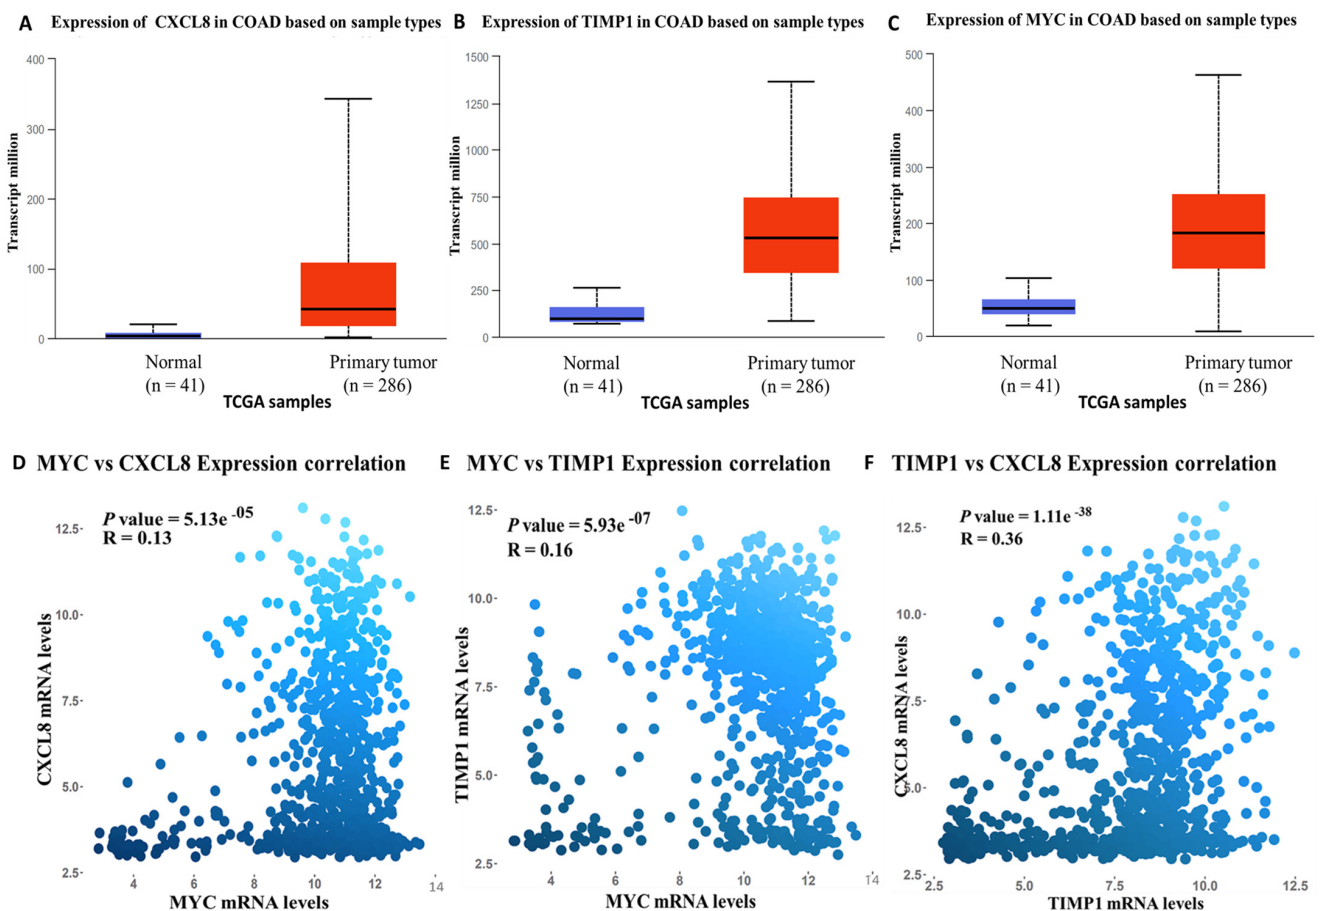 A Expression of CXCL8 in COAD based on sample types
Transcript million
400
300
200
100
0
Normal
(n = 41)
Primary tumor
(n = 286)
TCGA samples
B Expression of TIMP1 in COAD based on sample types
Transcript million
1500
1250
1000
750
500
250
0
Normal
(n = 41)
Primary tumor
(n = 286)
TCGA samples
C Expression of MYC in COAD based on sample types
Transcript million
500
400
300
200
100
0
Normal
(n = 41)
Primary tumor
(n = 286)
TCGA samples
D MYC vs CXCL8 Expression correlation
P value = 5.13e -05
R = 0.13
CXCL8 mRNA levels
12.5
10.0
7.5
5.0
2.5
4 6 8 10 12 14
MYC mRNA levels
E MYC vs TIMP1 Expression correlation
P value = 5.93e -07
R = 0.16
TIMP1 mRNA levels
12.5
10.0
7.5
5.0
2.5
4 6 8 10 12 14
MYC mRNA levels
F TIMP1 vs CXCL8 Expression correlation
P value = 1.11e -38
R = 0.36
CXCL8 mRNA levels
12.5
10.0
7.5
5.0
2.5
2.5 5.0 7.5 10.0 12.5
TIMP1 mRNA levels